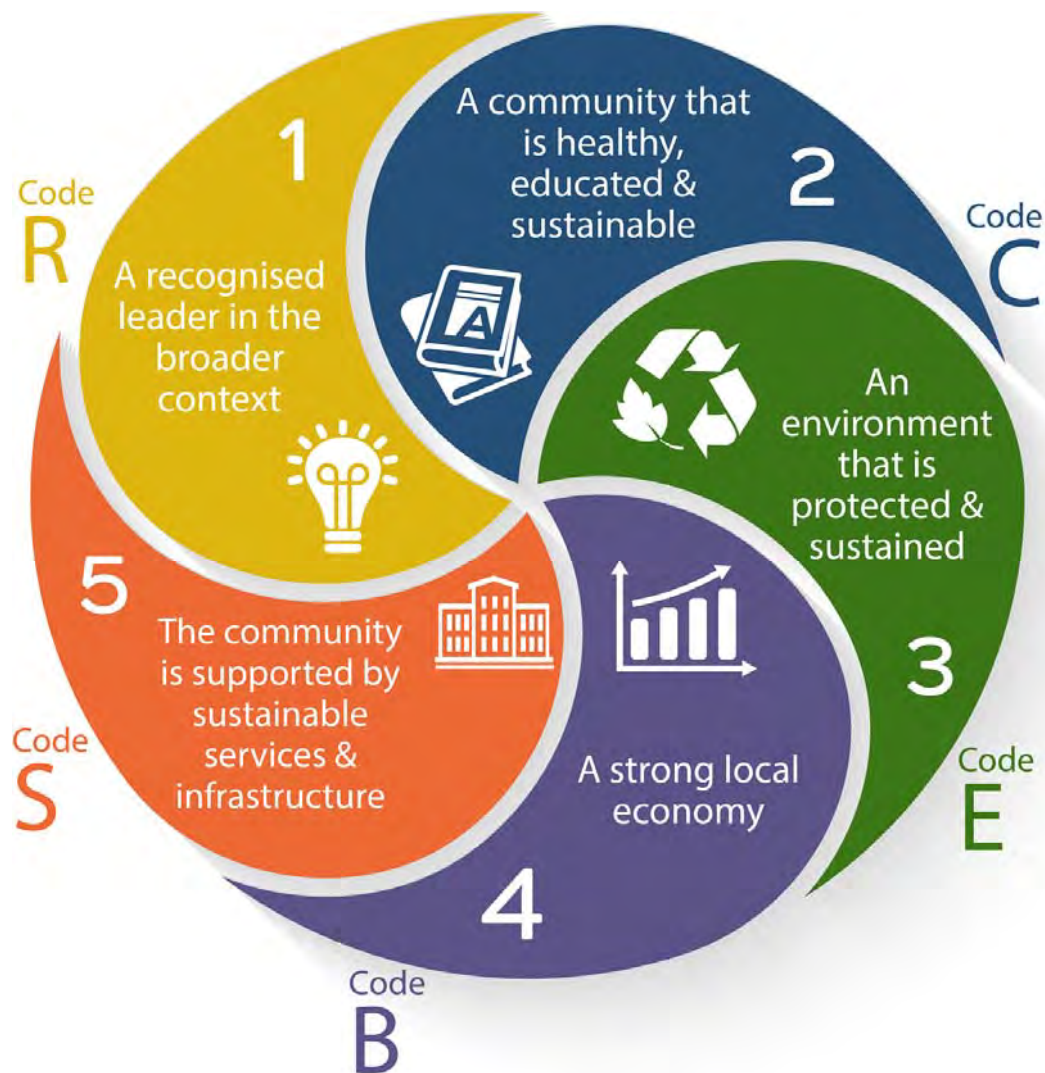 1
Code
R
A recognised
leader in the
broader
context
A community that
is healthy,
educated &
sustainable
2
Code
C
A
An
environment
that is
protected &
sustained
3
Code
E
A strong local
economy
4
Code
B
5
The community
is supported by
sustainable
services &
infrastructure
Code
S